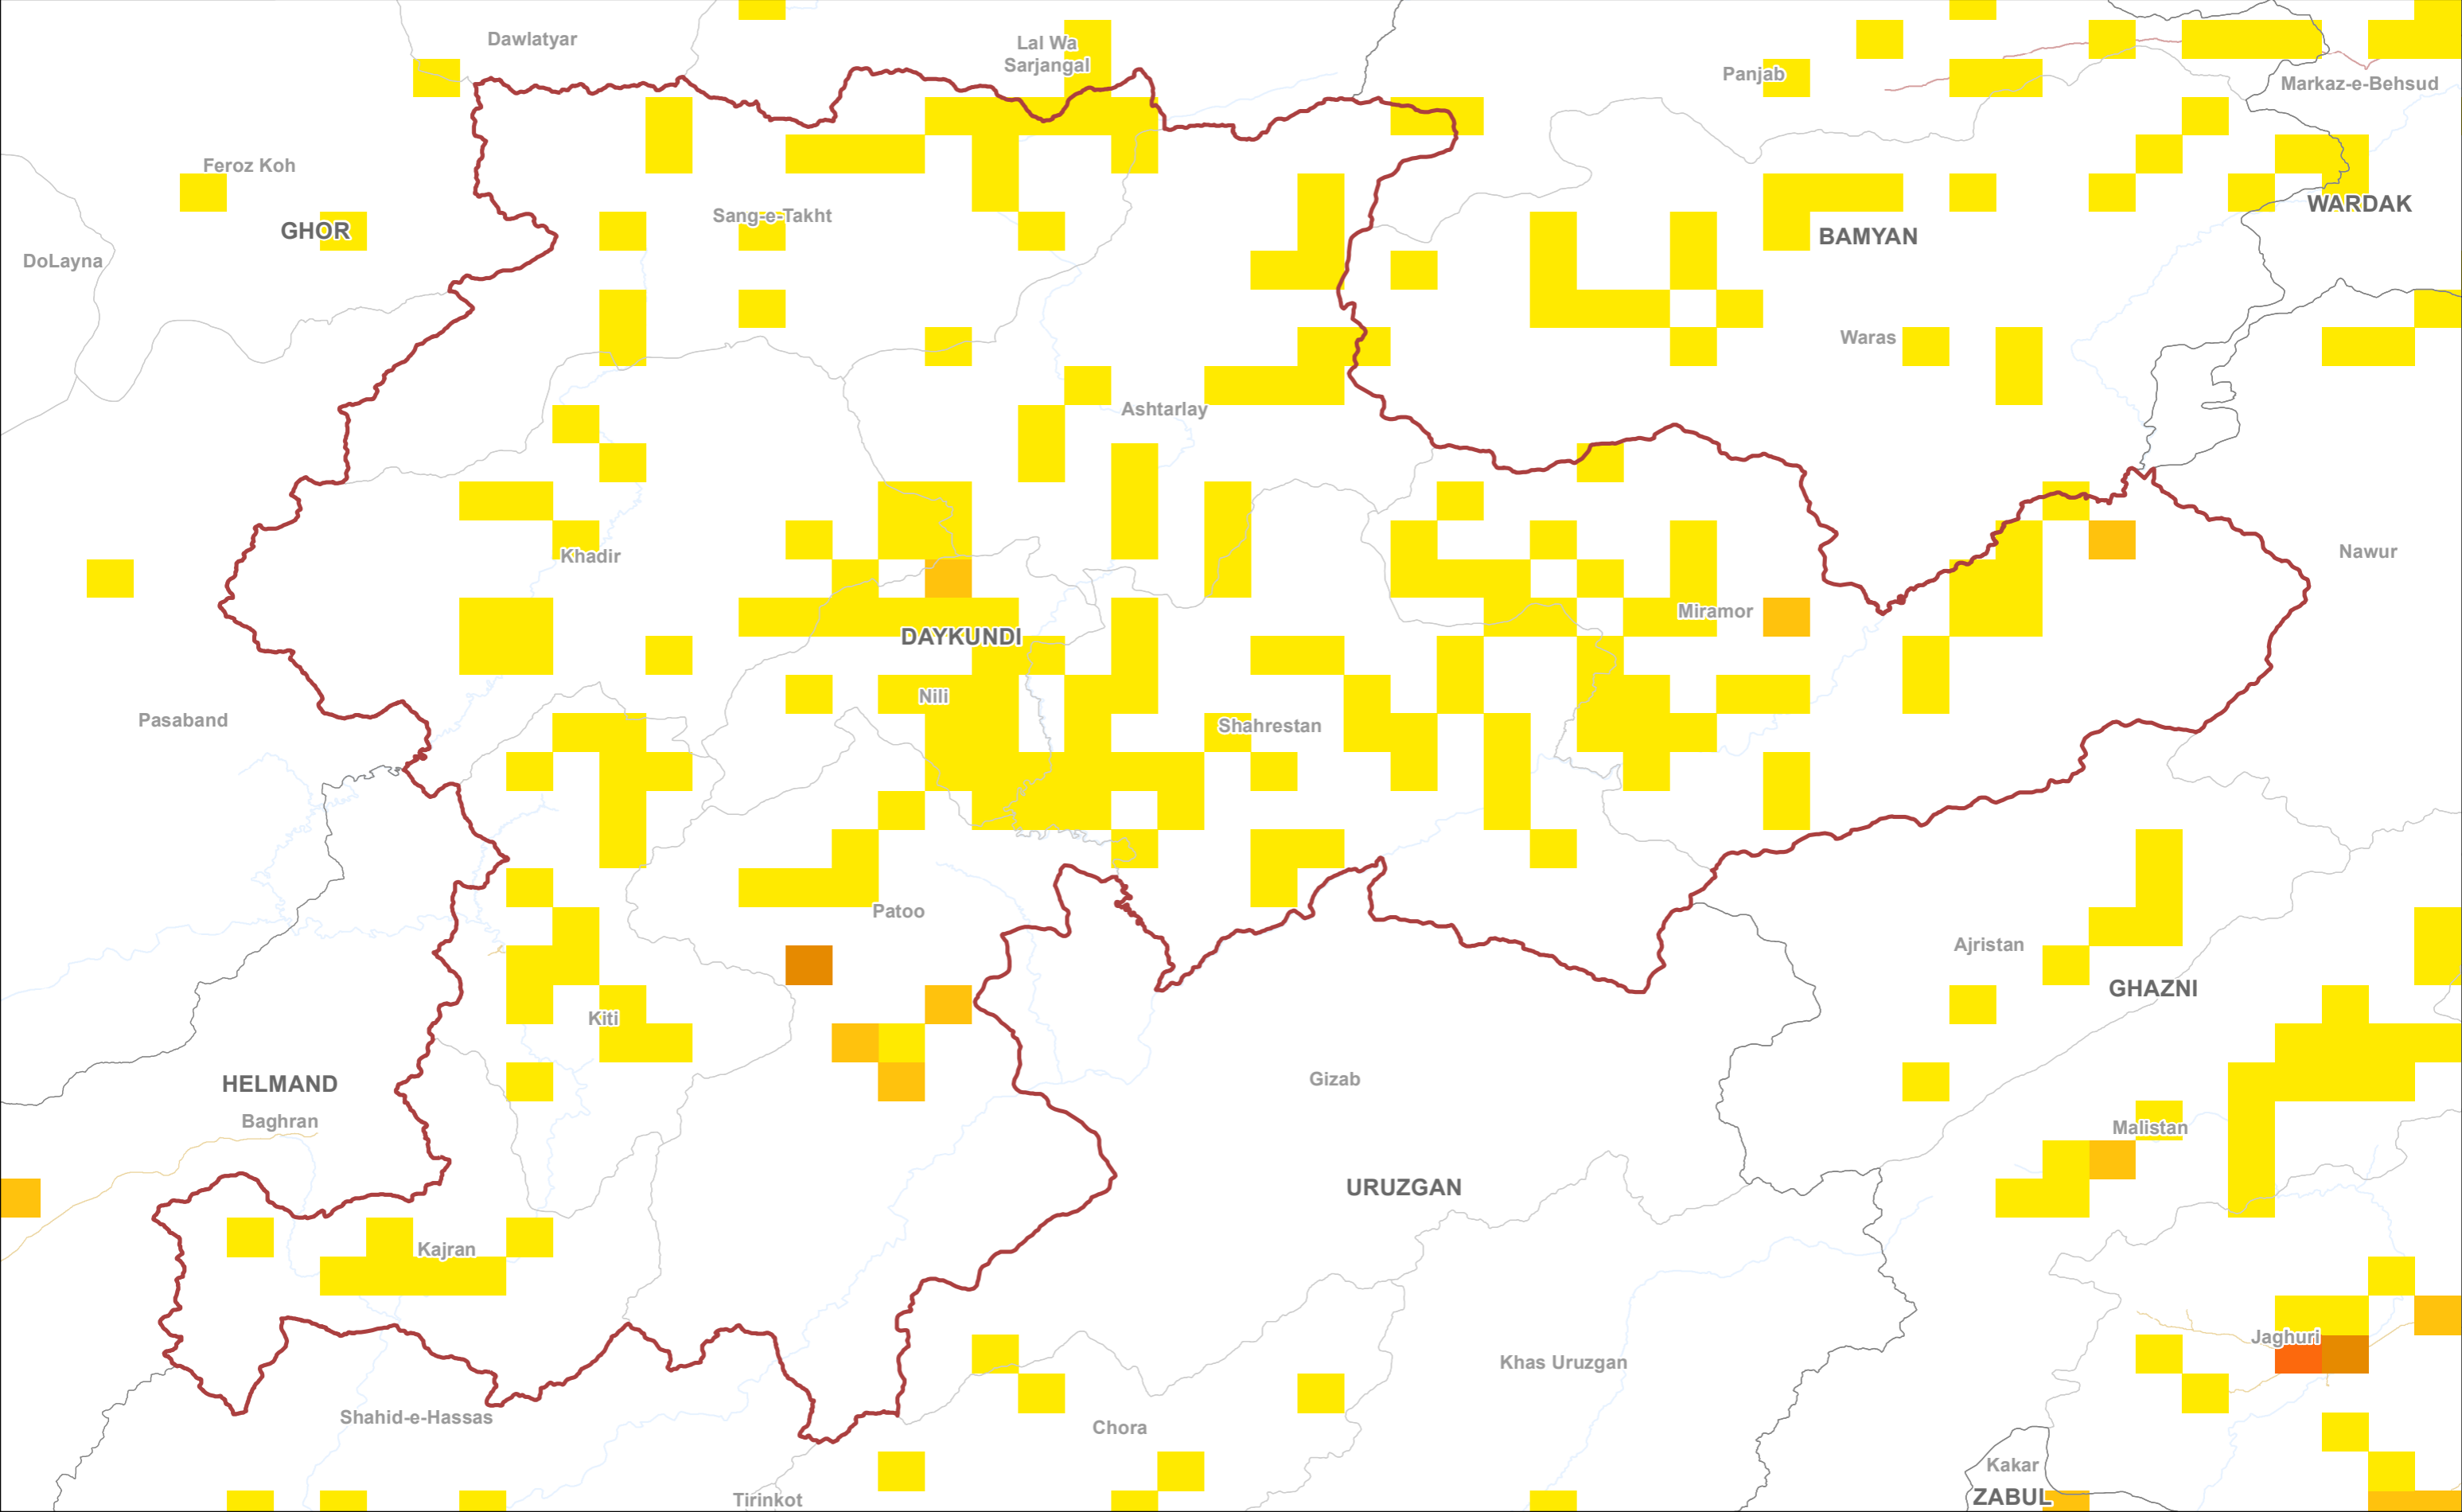 Dawlatyar
Lal Wa
Sarjangal
Panjab
Markaz-e-Behsud
Feroz Koh
WARDAK
Sang-e-Takht
GHOR
BAMYAN
DoLayna
Waras
Ashtarlay
Khadir
Nawur
Miramor
DAYKUNDI
Nili
Pasaband
Shahrestan
Patoo
Ajristan
GHAZNI
Kiti
Gizab
HELMAND
Baghran
Malistan
URUZGAN
Kajran
Jaghuri
Khas Uruzgan
Shahid-e-Hassas
Chora
Kakar
ZABUL
Tirinkot